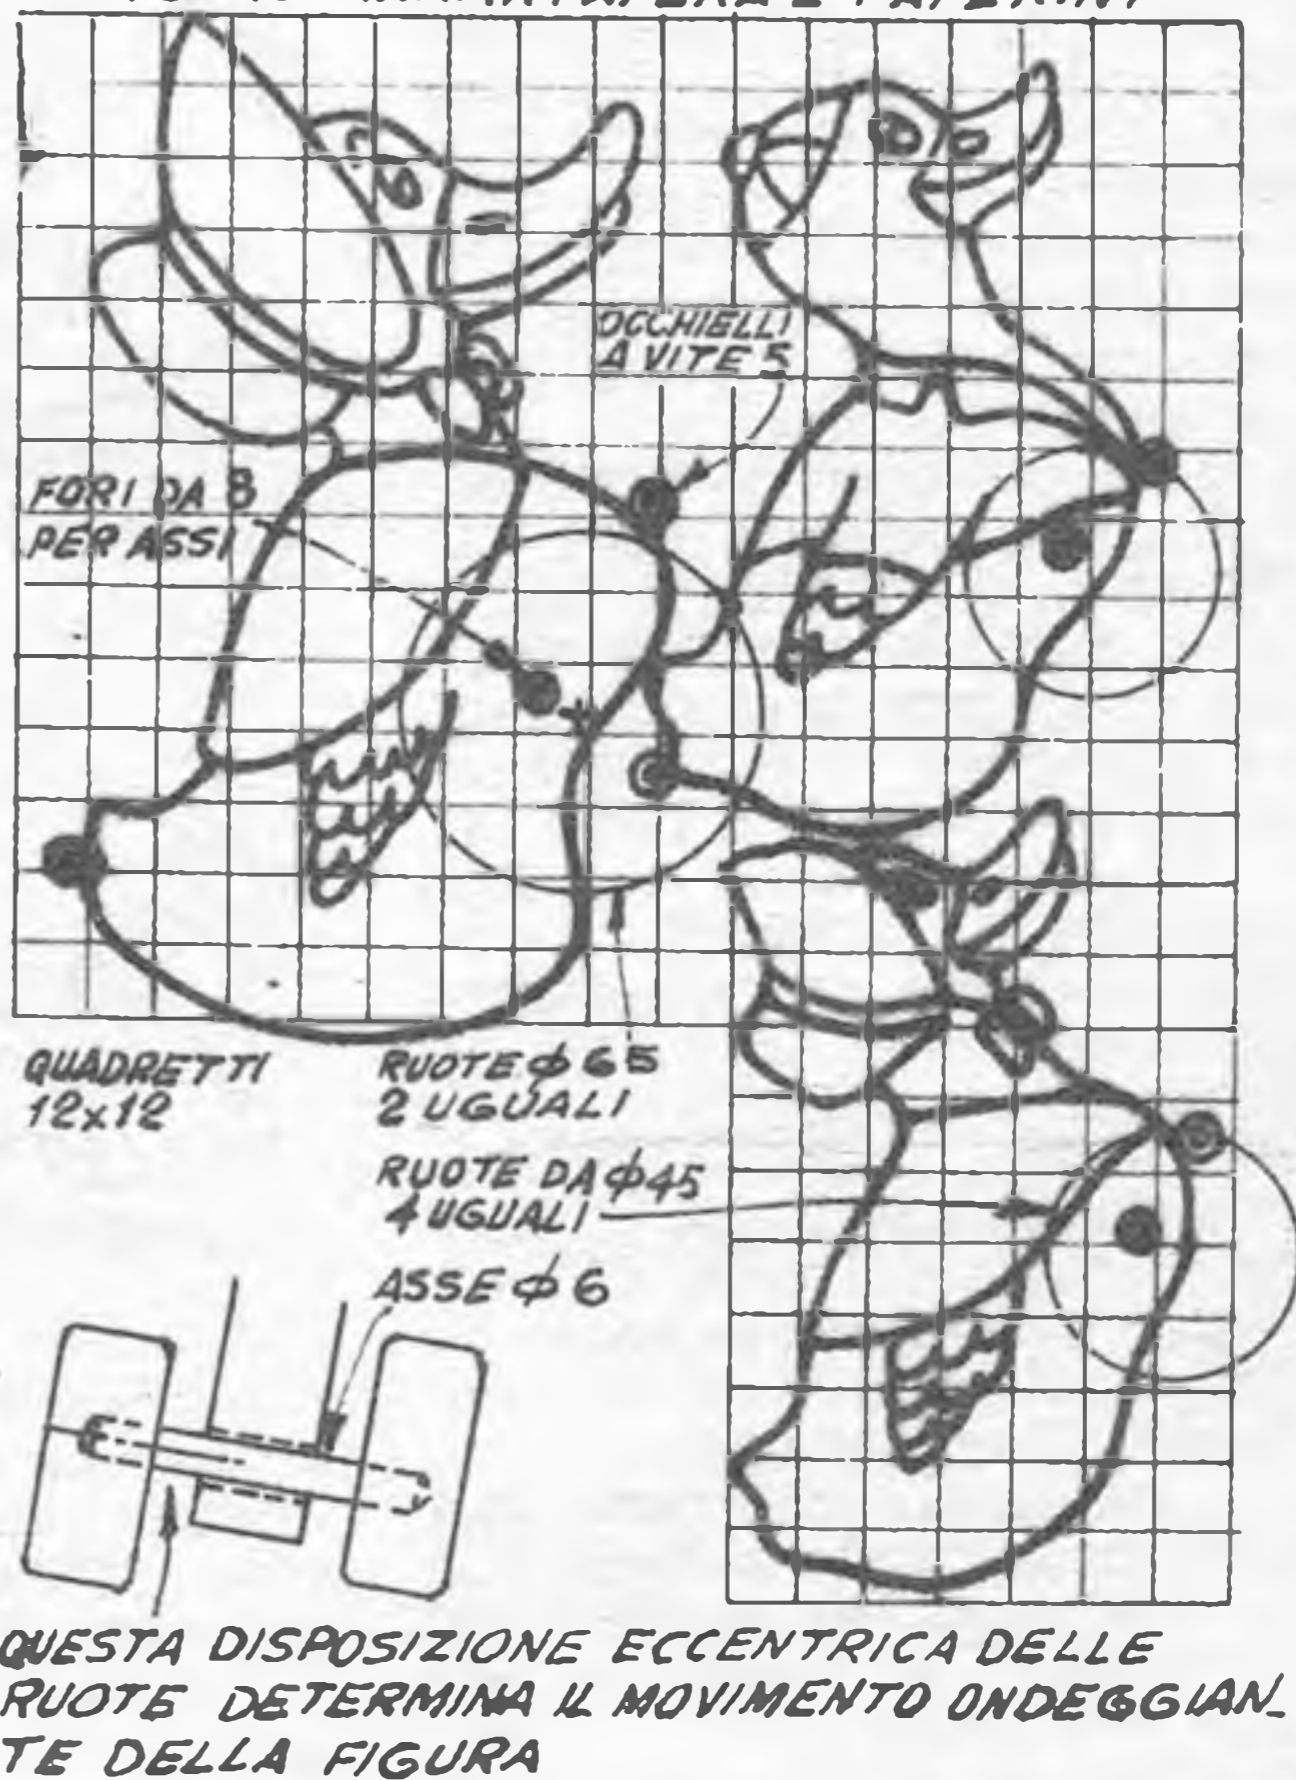 OCCHIELLI
A VITE 5
FORI DA 8
PER ASSI
QUADRETTI
12x12
RUOTE φ 65
2 UGUALI
RUOTE DA φ45
4 UGUALI
ASSE φ 6
QUESTA DISPOSIZIONE ECCENTRICA DELLE
RUOTE DETERMINA IL MOVIMENTO ONDEGGIAN_
TE DELLA FIGURA